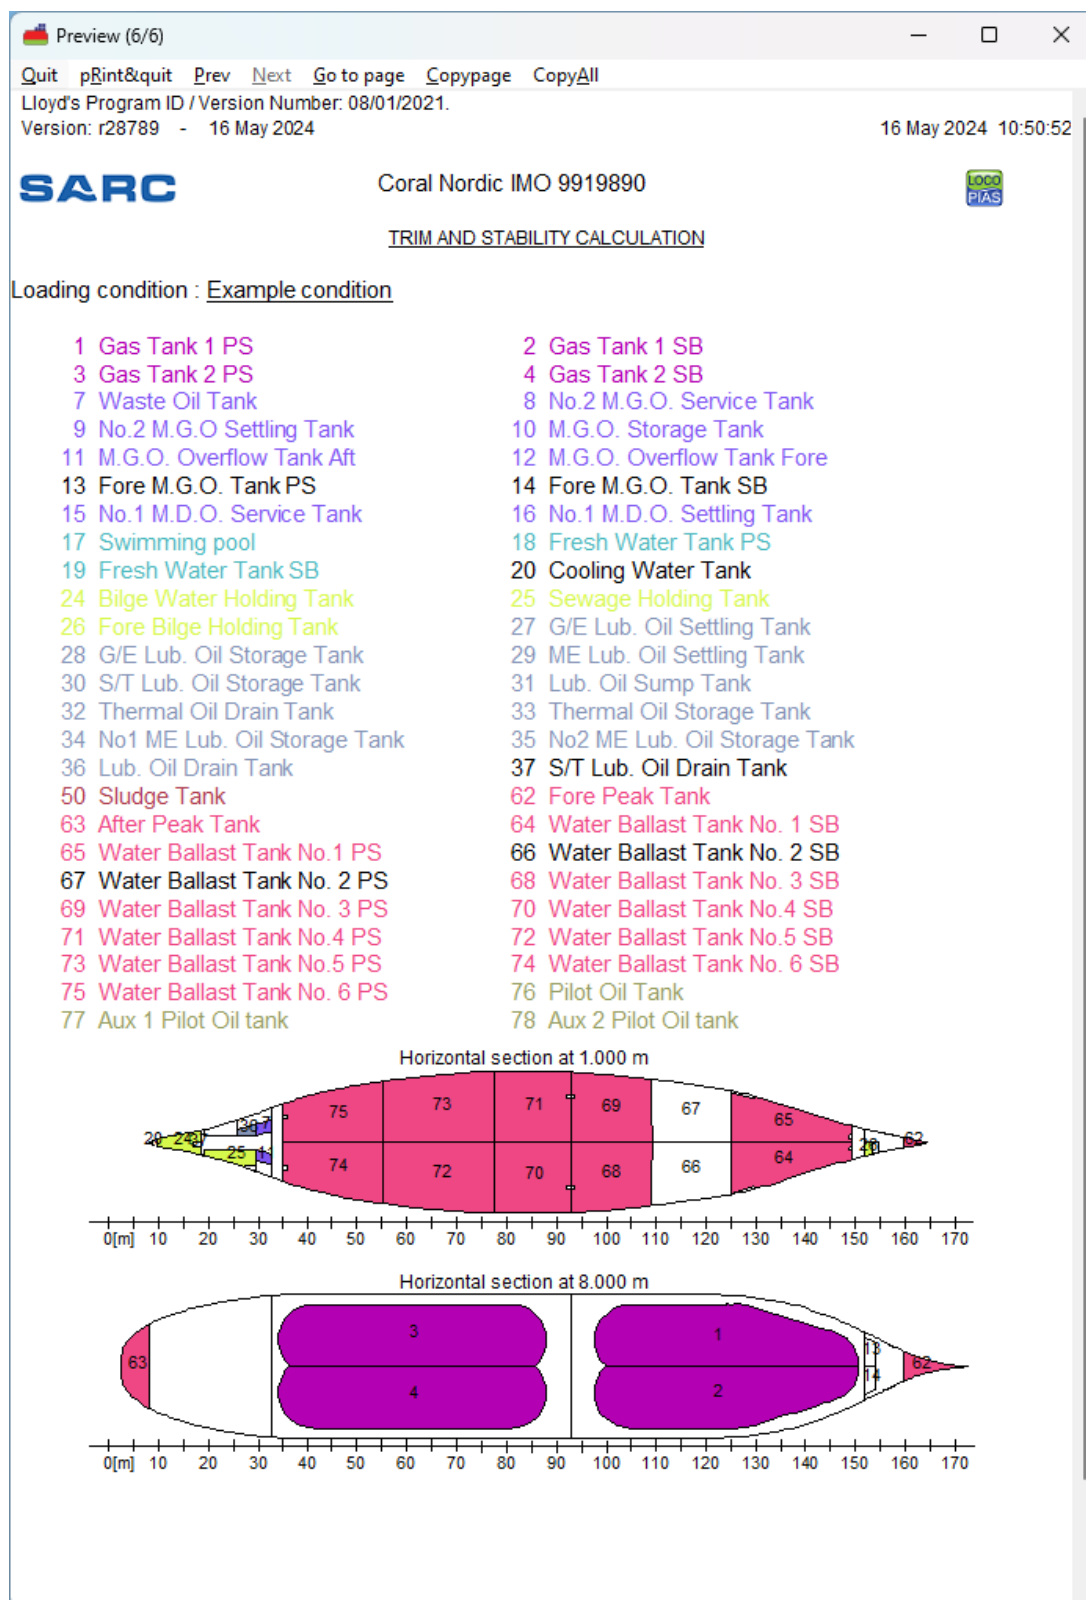 Preview (6/6)
Quit pRint&quit Prev Next Go to page Copypage CopyAll
Lloyd's Program ID / Version Number: 08/01/2021.
Version: r28789 - 16 May 2024 16 May 2024 10:50:52
SARC Coral Nordic IMO 9919890 LOCO PIAS
TRIM AND STABILITY CALCULATION
Loading condition : Example condition
1 Gas Tank 1 PS 2 Gas Tank 1 SB
3 Gas Tank 2 PS 4 Gas Tank 2 SB
7 Waste Oil Tank 8 No.2 M.G.O. Service Tank
9 No.2 M.G.O Settling Tank 10 M.G.O. Storage Tank
11 M.G.O. Overflow Tank Aft 12 M.G.O. Overflow Tank Fore
13 Fore M.G.O. Tank PS 14 Fore M.G.O. Tank SB
15 No.1 M.D.O. Service Tank 16 No.1 M.D.O. Settling Tank
17 Swimming pool 18 Fresh Water Tank PS
19 Fresh Water Tank SB 20 Cooling Water Tank
24 Bilge Water Holding Tank 25 Sewage Holding Tank
26 Fore Bilge Holding Tank 27 G/E Lub. Oil Settling Tank
28 G/E Lub. Oil Storage Tank 29 ME Lub. Oil Settling Tank
30 S/T Lub. Oil Storage Tank 31 Lub. Oil Sump Tank
32 Thermal Oil Drain Tank 33 Thermal Oil Storage Tank
34 No1 ME Lub. Oil Storage Tank 35 No2 ME Lub. Oil Storage Tank
36 Lub. Oil Drain Tank 37 S/T Lub. Oil Drain Tank
50 Sludge Tank 62 Fore Peak Tank
63 After Peak Tank 64 Water Ballast Tank No. 1 SB
65 Water Ballast Tank No.1 PS 66 Water Ballast Tank No. 2 SB
67 Water Ballast Tank No. 2 PS 68 Water Ballast Tank No. 3 SB
69 Water Ballast Tank No. 3 PS 70 Water Ballast Tank No.4 SB
71 Water Ballast Tank No.4 PS 72 Water Ballast Tank No.5 SB
73 Water Ballast Tank No.5 PS 74 Water Ballast Tank No. 6 SB
75 Water Ballast Tank No. 6 PS 76 Pilot Oil Tank
77 Aux 1 Pilot Oil tank 78 Aux 2 Pilot Oil tank
Horizontal section at 1.000 m
75 73 71 69 67 65
20 24 36 7 62
25 74 72 70 68 66 64
0[m] 10 20 30 40 50 60 70 80 90 100 110 120 130 140 150 160 170
Horizontal section at 8.000 m
3 1 13
63 62
4 2 14
0[m] 10 20 30 40 50 60 70 80 90 100 110 120 130 140 150 160 170